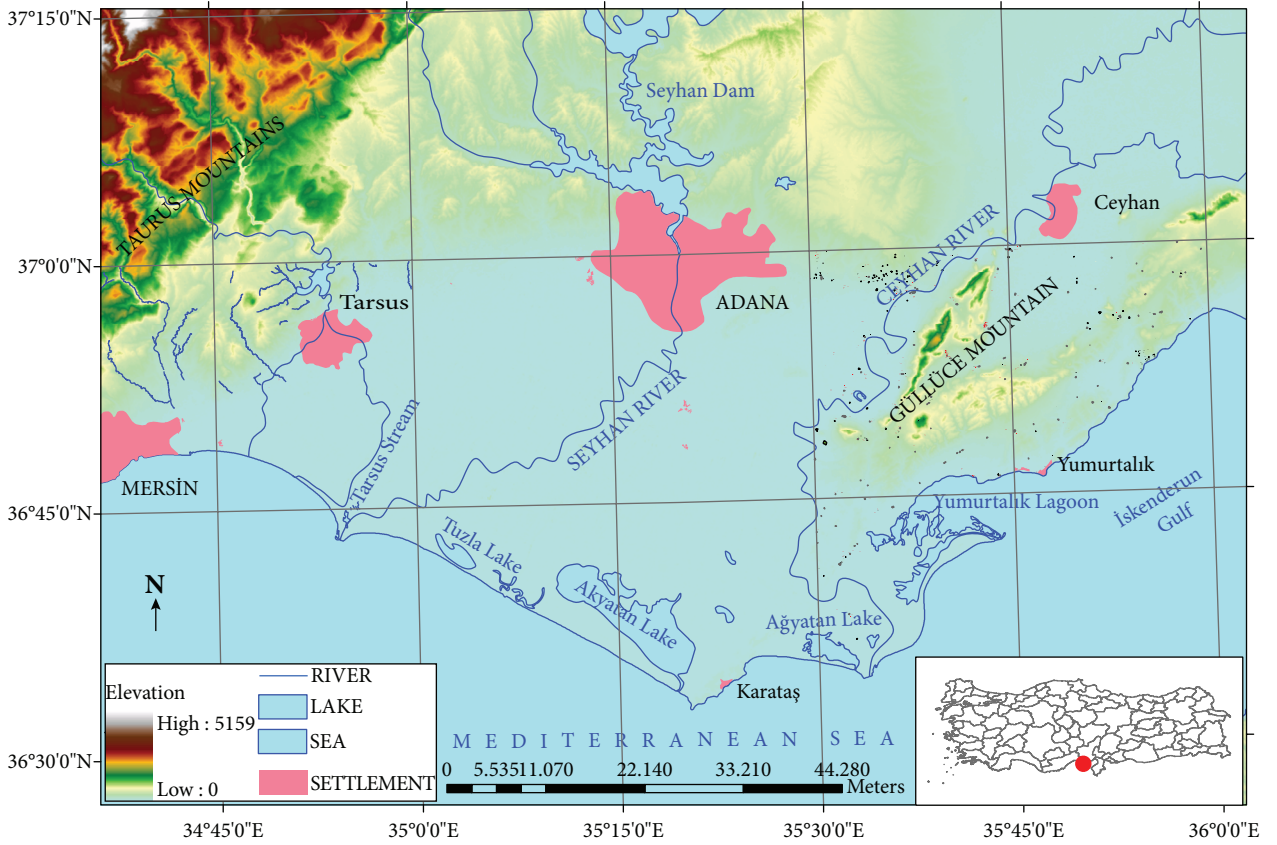 37°15'0"N
37°0'0"N
36°45'0"N
36°30'0"N
TAURUS MOUNTAINS
Seyhan Dam
Ceyhan
CEYHAN RIVER
Tarsus
ADANA
GÜLLÜCE MOUNTAIN
SEYHAN RIVER
Tarsus Stream
MERSİN
Yumurtalık
Yumurtalık Lagoon
İskenderun
Gulf
Tuzla Lake
Akyatan Lake
Ağyatan Lake
Karataş
N
MEDITERRANEAN SEA
0 5.535 11.070 22.140 33.210 44.280
Meters
Elevation
High : 5159
Low : 0
RIVER
LAKE
SEA
SETTLEMENT
34°45'0"E 35°0'0"E 35°15'0"E 35°30'0"E 35°45'0"E 36°0'0"E